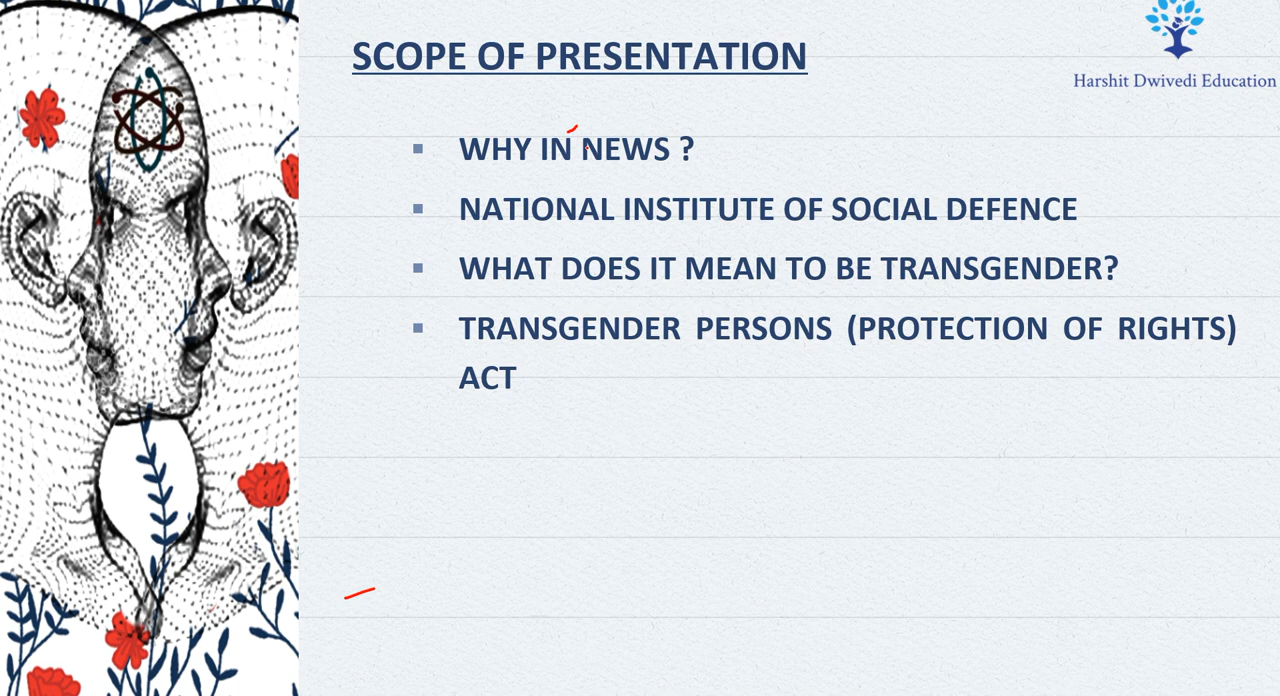 SCOPE OF PRESENTATION
Harshit Dwivedi Education
▪ WHY IN NEWS ?
▪ NATIONAL INSTITUTE OF SOCIAL DEFENCE
▪ WHAT DOES IT MEAN TO BE TRANSGENDER?
▪ TRANSGENDER PERSONS (PROTECTION OF RIGHTS)
ACT